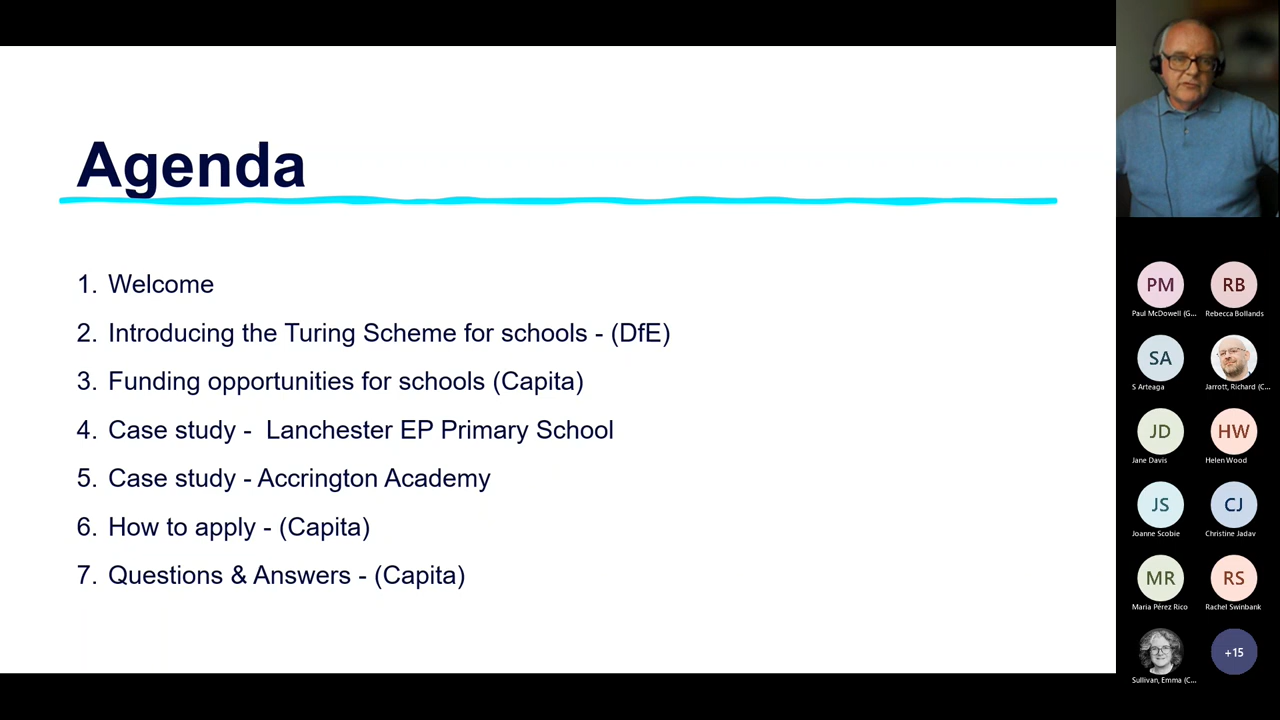 Agenda
1. Welcome
2. Introducing the Turing Scheme for schools - (DfE)
3. Funding opportunities for schools (Capita)
4. Case study - Lanchester EP Primary School
5. Case study - Accrington Academy
6. How to apply - (Capita)
7. Questions & Answers - (Capita)
PM
RB
Paul McDowell (G...
Rebecca Bollands
SA
S Arteaga
Jarrott, Richard (C...
JD
HW
Jane Davis
Helen Wood
JS
CJ
Joanne Scobie
Christine Jadav
MR
RS
Maria Pérez Rico
Rachel Swinbank
+15
Sullivan, Emma (C...